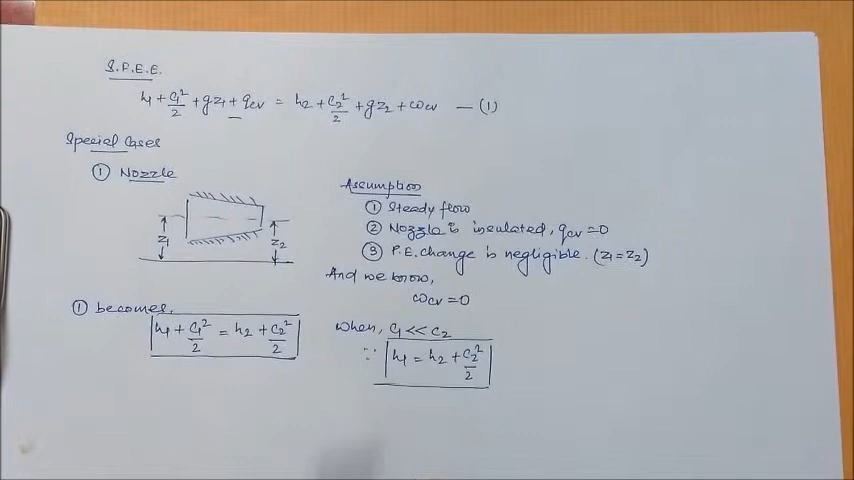 S.F.E.E.
h₁ + C₁²/2 + gz₁ + qcv = h₂ + C₂²/2 + gz₂ + ωcv — (1)
Special Cases
① Nozzle
Z₁
Z₂
Assumption
① Steady flow
② Nozzle is insulated, qcv = 0
③ P.E. change is negligible. (z₁ = z₂)
And we know,
ωcv = 0
① becomes,
h₁ + C₁²/2 = h₂ + C₂²/2
When, C₁ << C₂
∵ h₁ = h₂ + C₂²/2